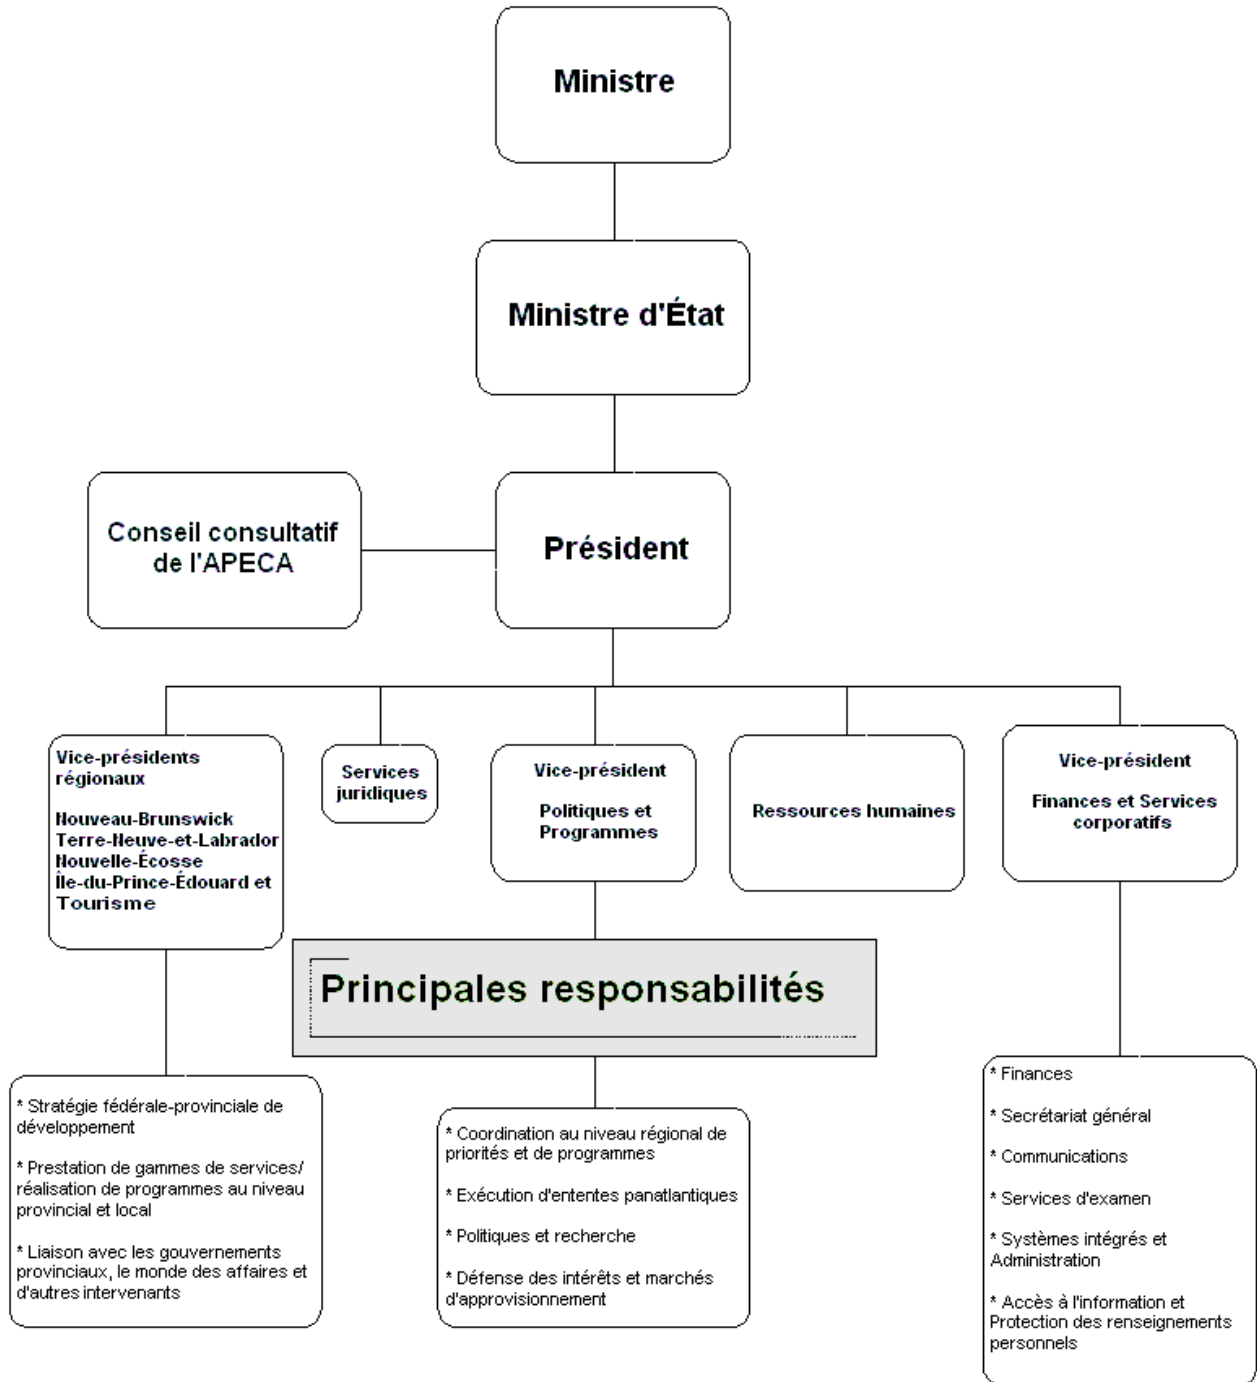 Ministre
Ministre d'État
Conseil consultatif
de l'APECA
Président
Vice-présidents
régionaux
Nouveau-Brunswick
Terre-Neuve-et-Labrador
Nouvelle-Écosse
Île-du-Prince-Édouard et
Tourisme
Services
juridiques
Vice-président
Politiques et
Programmes
Ressources humaines
Vice-président
Finances et Services
corporatifs
Principales responsabilités
* Stratégie fédérale-provinciale de
développement
* Prestation de gammes de services/
réalisation de programmes au niveau
provincial et local
* Liaison avec les gouvernements
provinciaux, le monde des affaires et
d'autres intervenants
* Coordination au niveau régional de
priorités et de programmes
* Exécution d'ententes panatlantiques
* Politiques et recherche
* Défense des intérêts et marchés
d'approvisionnement
* Finances
* Secrétariat général
* Communications
* Services d'examen
* Systèmes intégrés et
Administration
* Accès à l'information et
Protection des renseignements
personnels